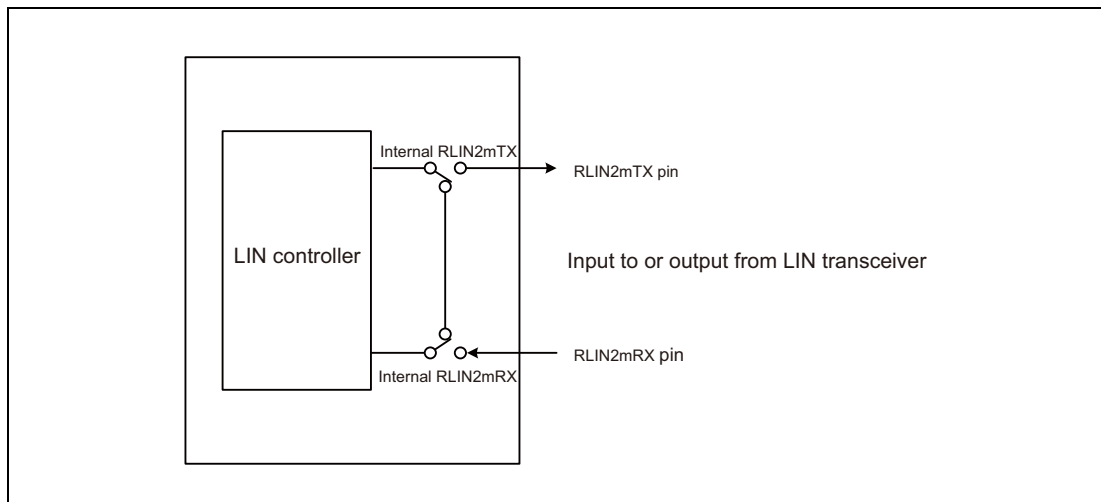 Internal RLIN2mTX
RLIN2mTX pin
LIN controller
Input to or output from LIN transceiver
RLIN2mRX pin
Internal RLIN2mRX